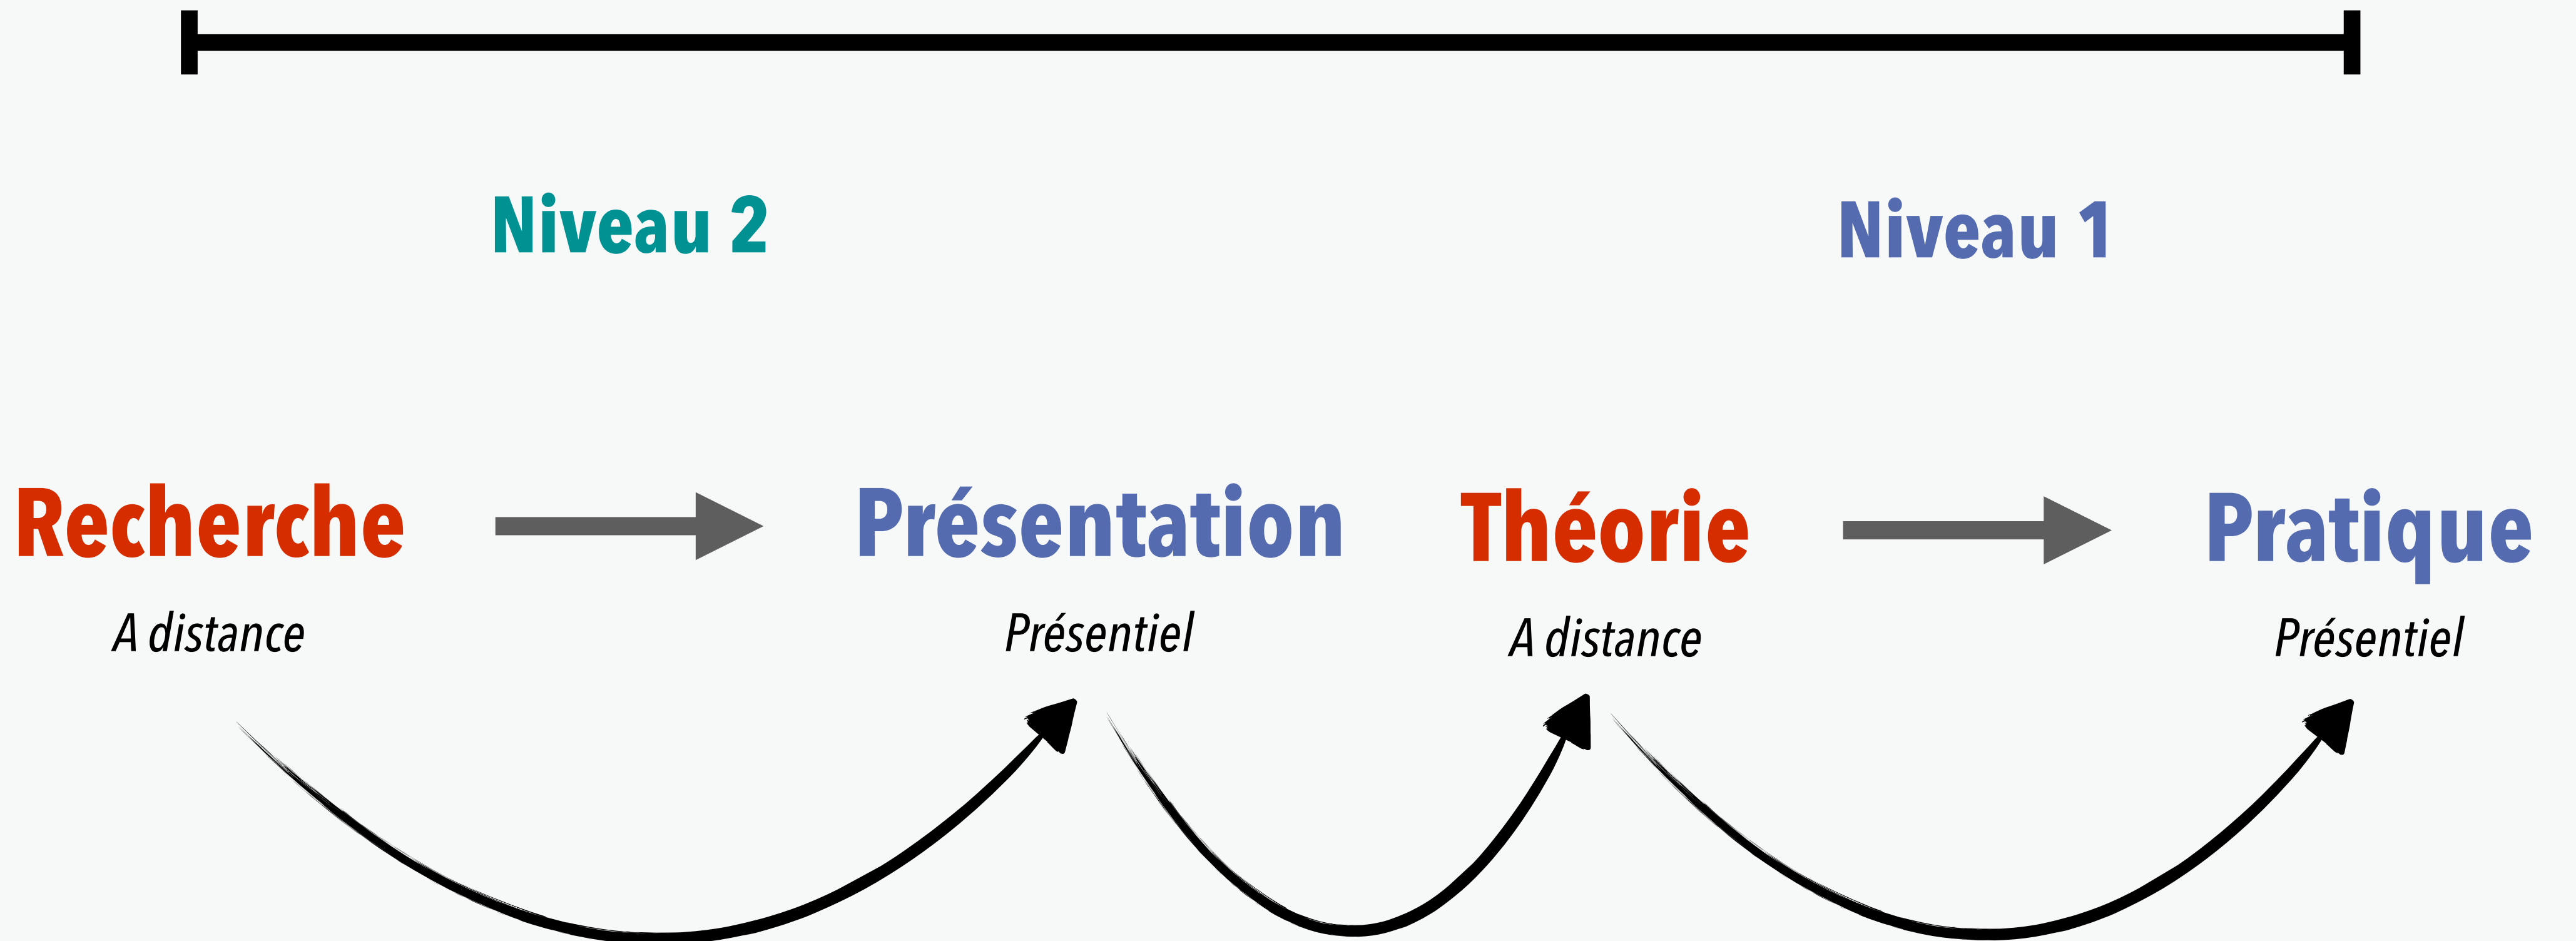 Niveau 2
Niveau 1
Recherche
Présentation
Théorie
Pratique
A distance
Présentiel
A distance
Présentiel